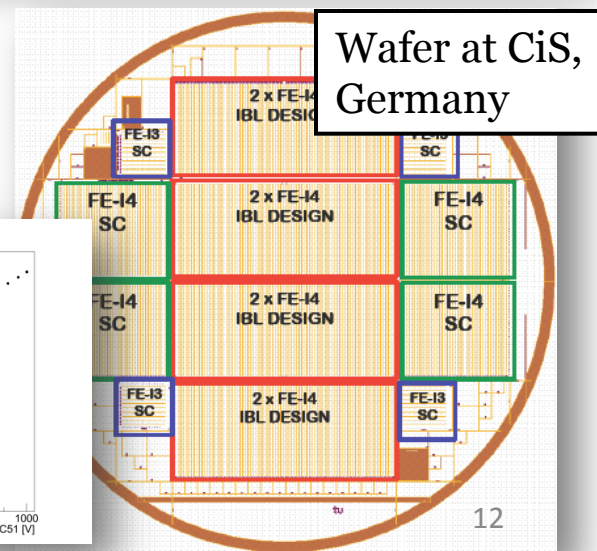 Wafer at CiS,
Germany
2 x FE-I4
IBL DESIGN
FE-I3
SC
FE-I3
SC
2 x FE-I4
IBL DESIGN
FE-I4
SC
FE-I4
SC
2 x FE-I4
IBL DESIGN
FE-I4
SC
FE-I4
SC
2 x FE-I4
IBL DESIGN
FE-I3
SC
FE-I3
SC
1000
C51 [V]
12